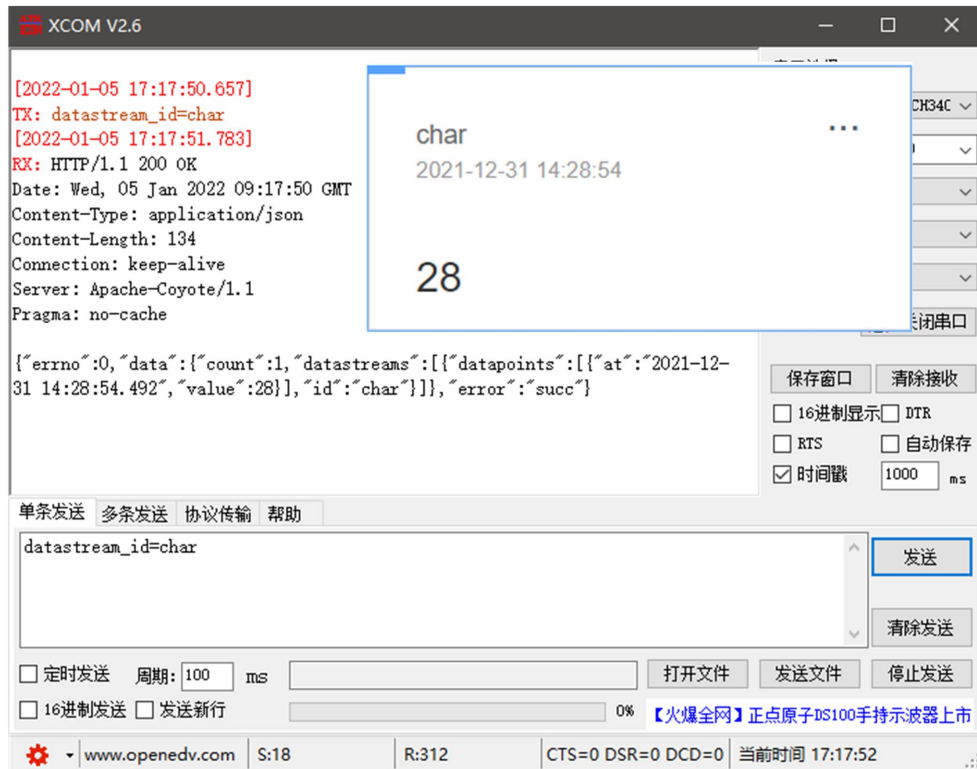 XCOM V2.6
[2022-01-05 17:17:50.657]
TX: datastream_id=char
[2022-01-05 17:17:51.783]
RX: HTTP/1.1 200 OK
Date: Wed, 05 Jan 2022 09:17:50 GMT
Content-Type: application/json
Content-Length: 134
Connection: keep-alive
Server: Apache-Coyote/1.1
Pragma: no-cache
{"errno":0,"data":{"count":1,"datastreams":[{"datapoints":[{"at":"2021-12-
31 14:28:54.492","value":28}],"id":"char"}]},"error":"succ"}
char
...
2021-12-31 14:28:54
28
CH34C
闭串口
保存窗口 清除接收
16进制显示 DTR
RTS 自动保存
时间戳 1000 ms
单条发送 多条发送 协议传输 帮助
datastream_id=char
发送
清除发送
定时发送 周期: 100 ms 打开文件 发送文件 停止发送
16进制发送 发送新行 0% 【火爆全网】正点原子DS100手持示波器上市
www.openedv.com S:18 R:312 CTS=0 DSR=0 DCD=0 当前时间 17:17:52